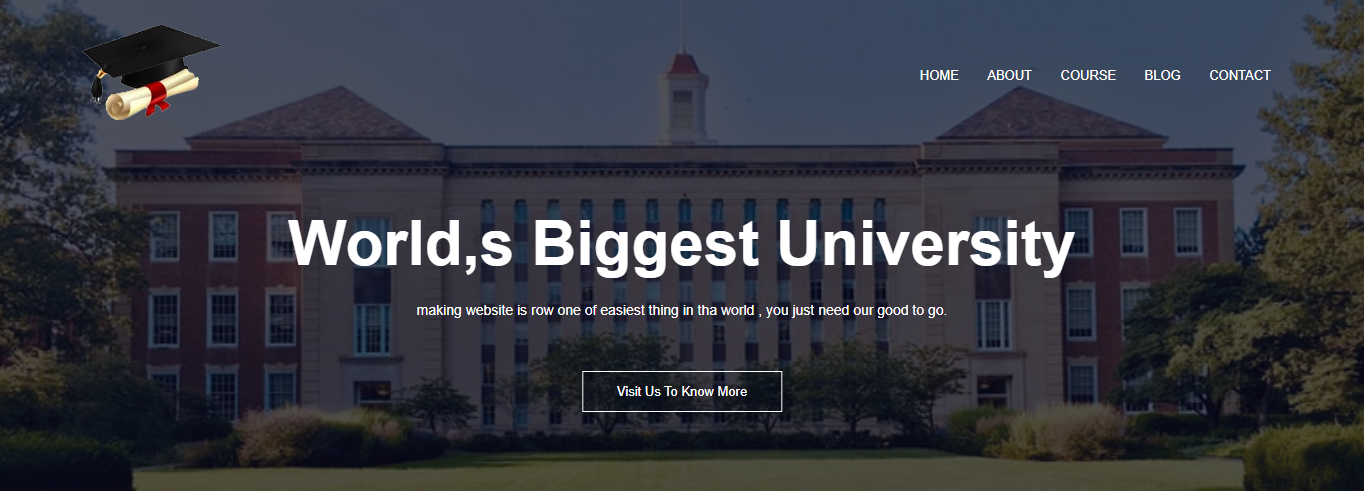 HOME ABOUT COURSE BLOG CONTACT
World,s Biggest University
making website is row one of easiest thing in tha world , you just need our good to go.
Visit Us To Know More